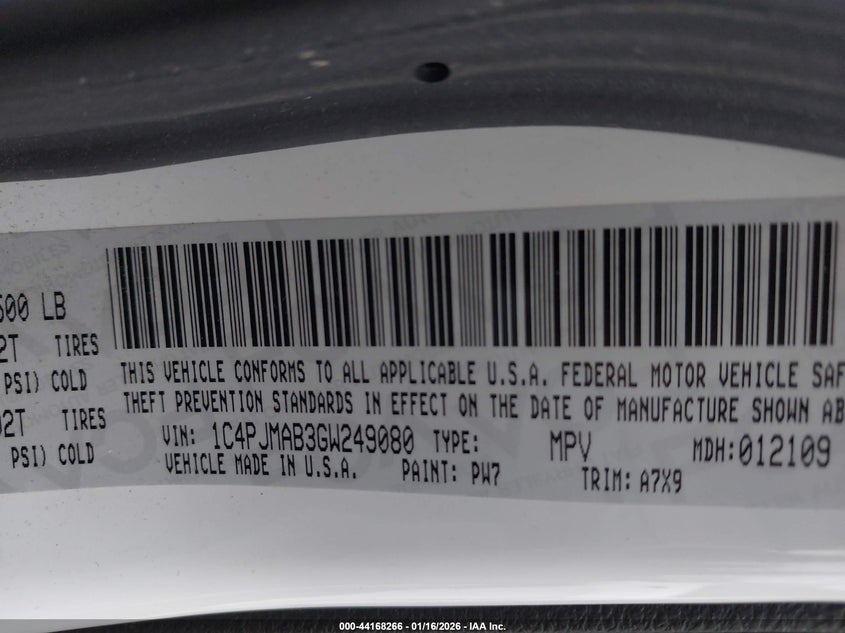 600 LB
2T TIRES
PSI) COLD
02T TIRES
PSI) COLD
THIS VEHICLE CONFORMS TO ALL APPLICABLE U.S.A. FEDERAL MOTOR VEHICLE SAF
THEFT PREVENTION STANDARDS IN EFFECT ON THE DATE OF MANUFACTURE SHOWN AB
VIN: 1C4PJMAB3GW249080 TYPE: MPV MDH: 012109
VEHICLE MADE IN U.S.A. PAINT: PW7 TRIM: A7X9
000-44168266 - 01/16/2026 - IAA Inc.